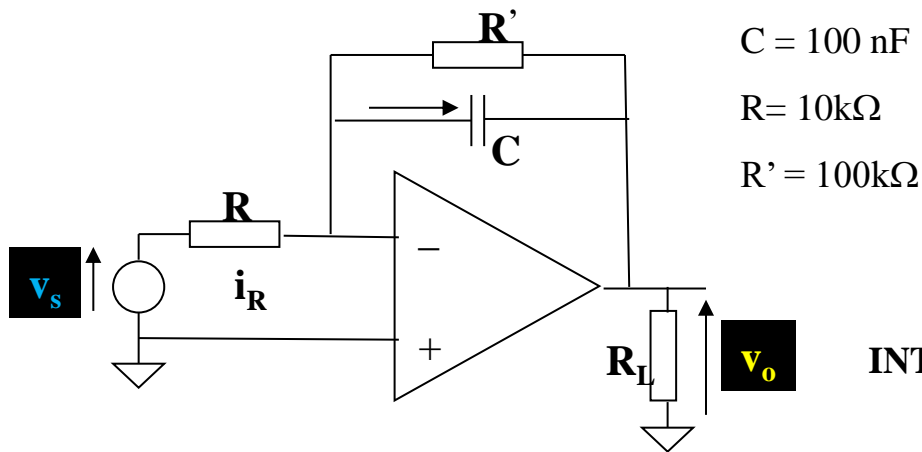 R’
C = 100 nF
C
R= 10kΩ
R’ = 100kΩ
R
−
vs
iR
+
RL
vo
INT